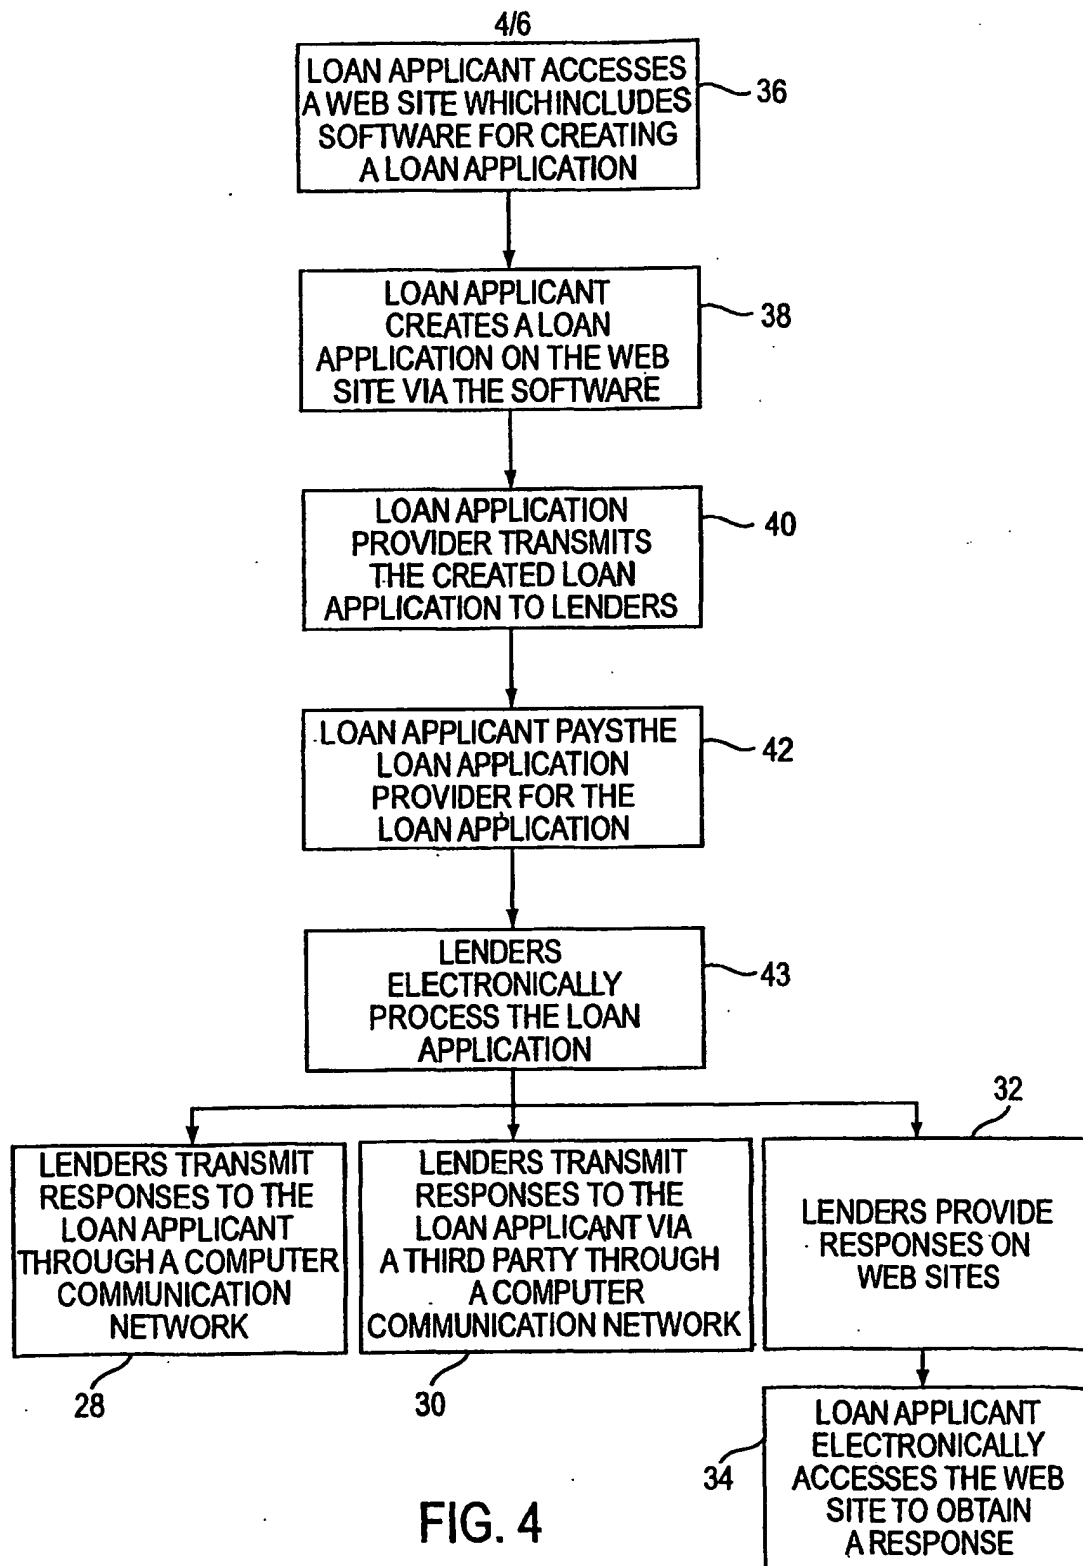 4/6
LOAN APPLICANT ACCESSES
A WEB SITE WHICH INCLUDES
SOFTWARE FOR CREATING
A LOAN APPLICATION
36
LOAN APPLICANT
CREATES A LOAN
APPLICATION ON THE WEB
SITE VIA THE SOFTWARE
38
LOAN APPLICATION
PROVIDER TRANSMITS
THE CREATED LOAN
APPLICATION TO LENDERS
40
LOAN APPLICANT PAYSTHE
LOAN APPLICATION
PROVIDER FOR THE
LOAN APPLICATION
42
LENDERS
ELECTRONICALLY
PROCESS THE LOAN
APPLICATION
43
LENDERS TRANSMIT
RESPONSES TO THE
LOAN APPLICANT
THROUGH A COMPUTER
COMMUNICATION
NETWORK
28
LENDERS TRANSMIT
RESPONSES TO THE
LOAN APPLICANT VIA
A THIRD PARTY THROUGH
A COMPUTER
COMMUNICATION NETWORK
30
32
LENDERS PROVIDE
RESPONSES ON
WEB SITES
34
LOAN APPLICANT
ELECTRONICALLY
ACCESSES THE WEB
SITE TO OBTAIN
A RESPONSE
FIG. 4